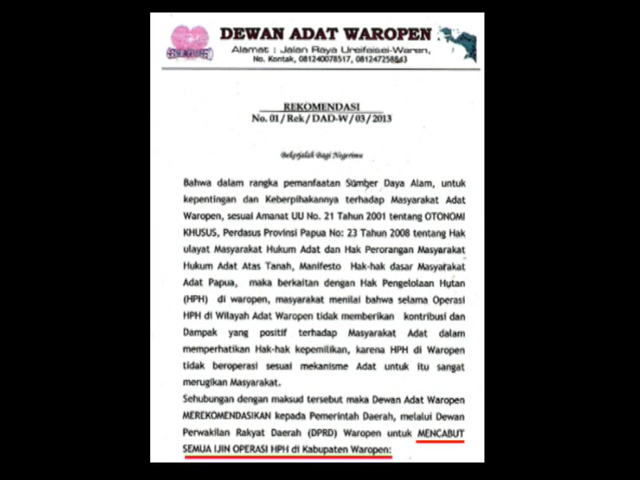 DEWAN ADAT WAROPEN
Alamat : Jalan Raya Ureifaisei-Waren,
No. Kontak, 081240078517, 081247258843
REKOMENDASI
No. 01/Rek/DAD-W/03/2013
Bekerjalah Bagi Negerimu
Bahwa dalam rangka pemanfaatan Sumber Daya Alam, untuk
kepentingan dan Keberpihakannya terhadap Masyarakat Adat
Waropen, sesuai Amanat UU No. 21 Tahun 2001 tentang OTONOMI
KHUSUS, Perdasus Provinsi Papua No: 23 Tahun 2008 tentang Hak
ulayat Masyarakat Hukum Adat dan Hak Perorangan Masyarakat
Hukum Adat Atas Tanah, Manifesto Hak-hak dasar Masyarakat
Adat Papua, maka berkaitan dengan Hak Pengelolaan Hutan
(HPH) di waropen, masyarakat menilai bahwa selama Operasi
HPH di Wilayah Adat Waropen tidak memberikan kontribusi dan
Dampak yang positif terhadap Masyarakat Adat dalam
memperhatikan Hak-hak kepemilikan, karena HPH di Waropen
tidak beroperasi sesuai mekanisme Adat untuk itu sangat
merugikan Masyarakat.
Sehubungan dengan maksud tersebut maka Dewan Adat Waropen
MEREKOMENDASIKAN kepada Pemerintah Daerah, melalui Dewan
Perwakilan Rakyat Daerah (DPRD) Waropen untuk MENCABUT
SEMUA IJIN OPERASI HPH di Kabupaten Waropen: